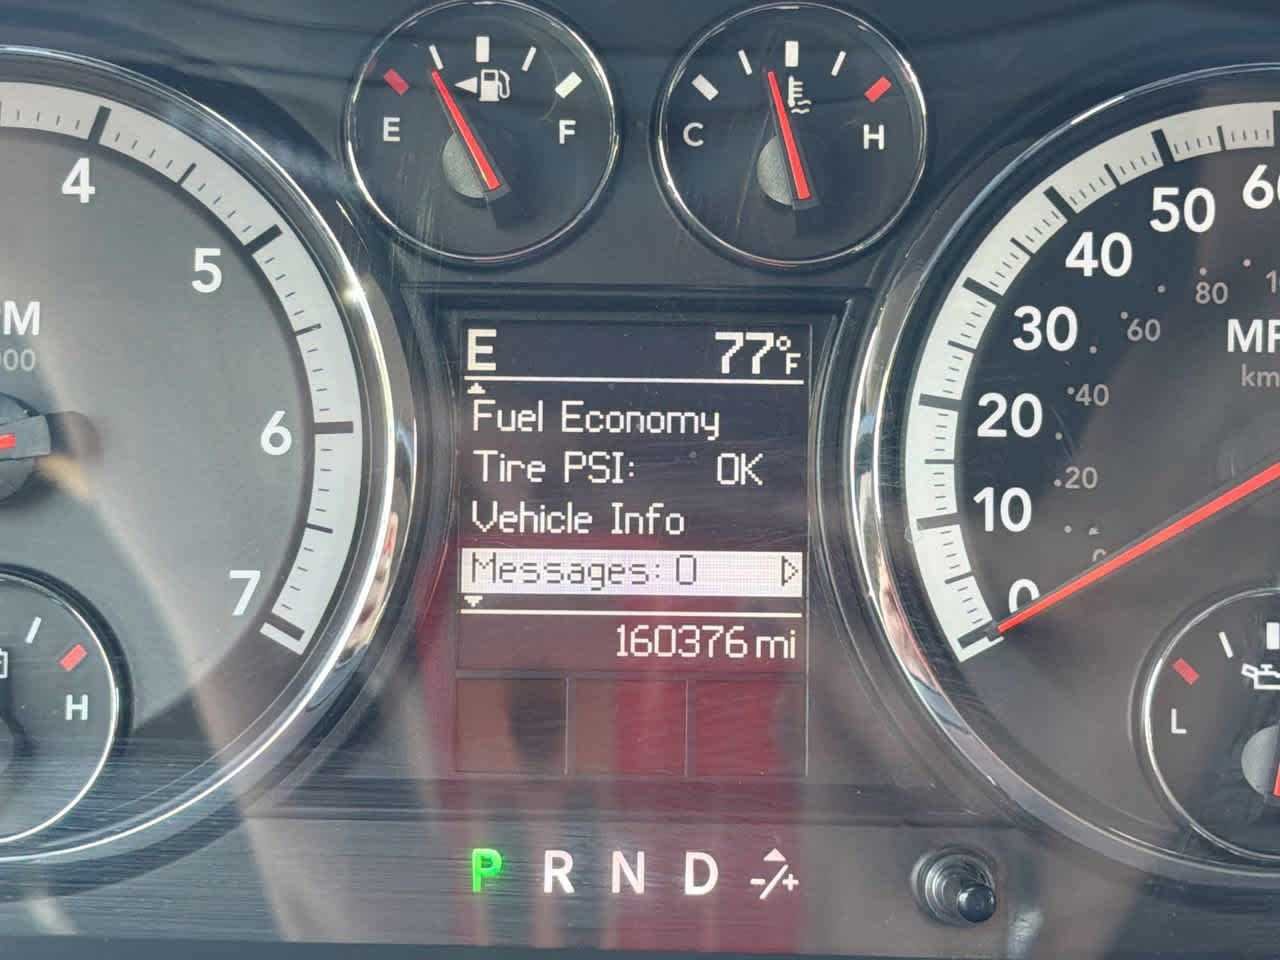 E F
C H
4
5
6
7
H
50
40
30
20
10
0
80
60
40
20
km
L
E 77°F
Fuel Economy
Tire PSI: OK
Vehicle Info
Messages: 0
160376 mi
P R N D -/+